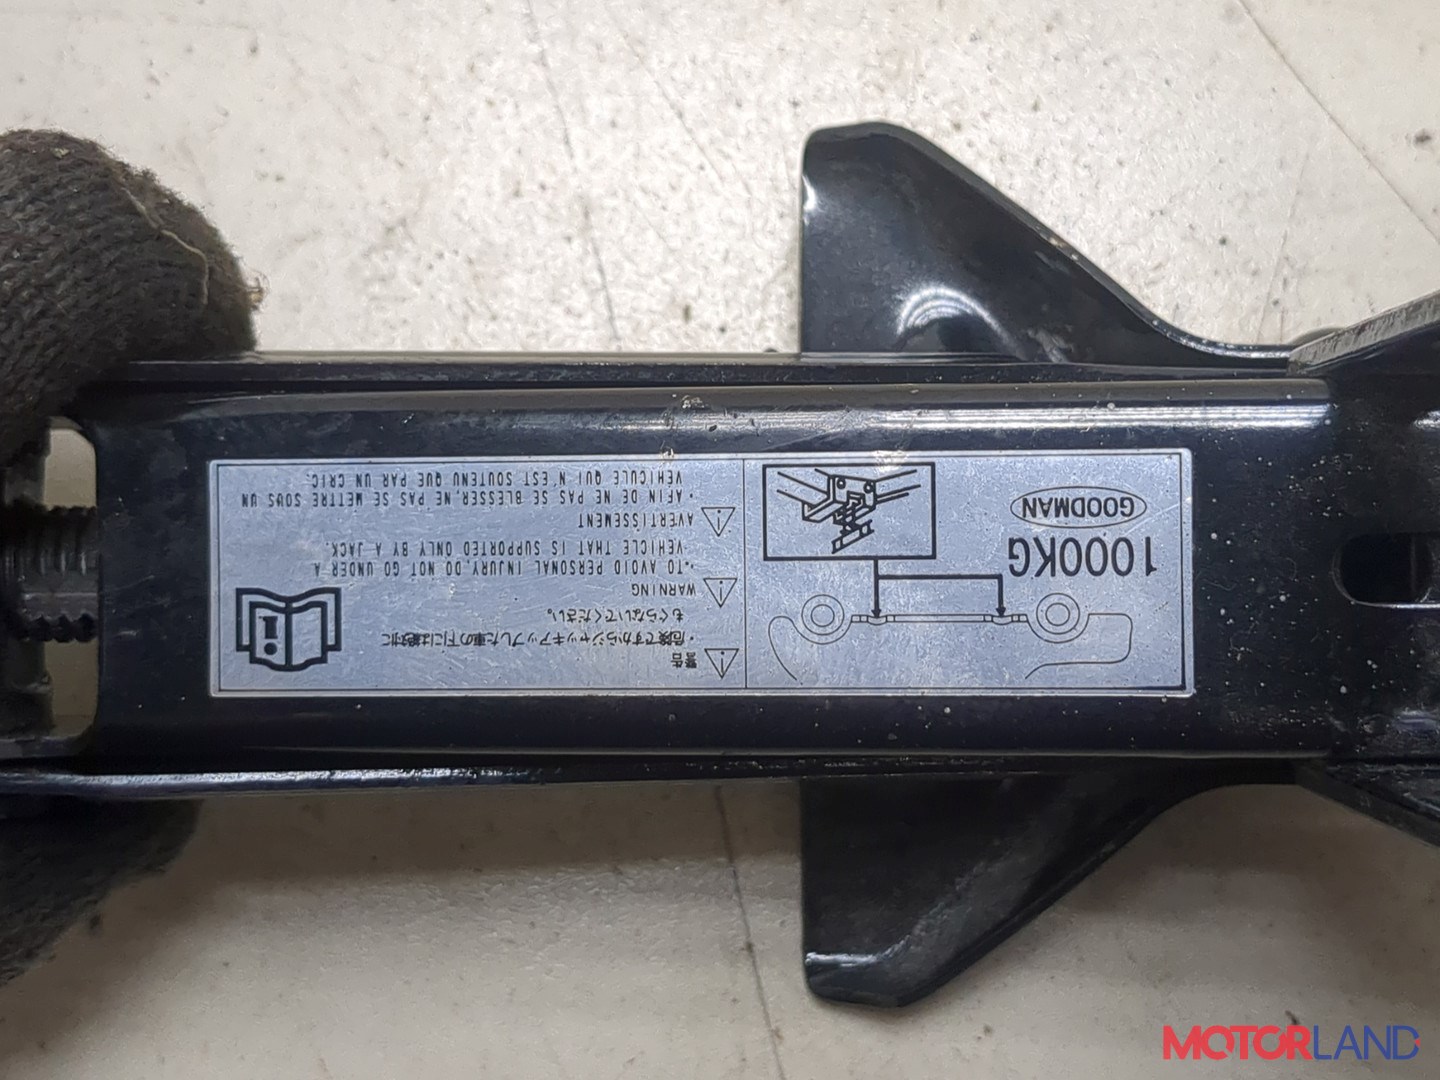 GOODMAN
1000KG
警告
・危険ですからジャッキアップした車の下には絶対に
もぐらないでください。
WARNING
・TO AVOID PERSONAL INJURY, DO NOT GO UNDER A
VEHICLE THAT IS SUPPORTED ONLY BY A JACK.
AVERTISSEMENT
・AFIN DE NE PAS SE BLESSER, NE PAS SE METTRE SOUS UN
VEHICULE QUI N'EST SOUTENU QUE PAR UN CRIC.
MOTORLAND